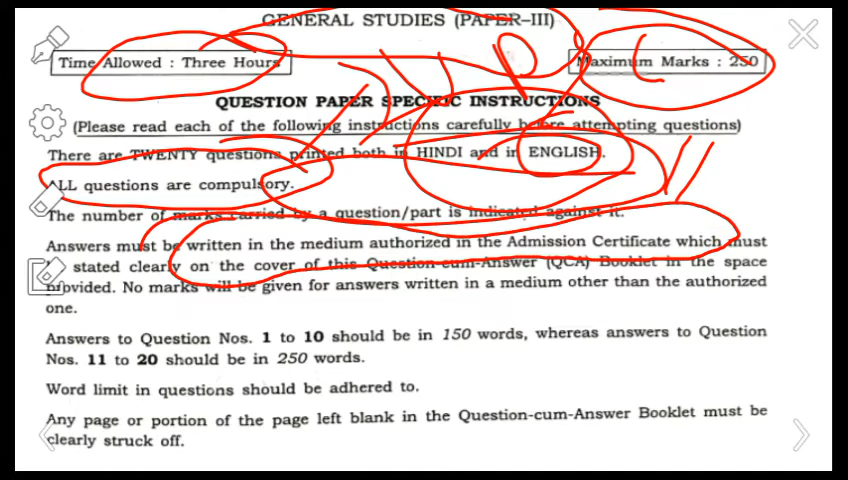 GENERAL STUDIES (PAPER–III)
Time Allowed : Three Hours
Maximum Marks : 250
QUESTION PAPER SPECIFIC INSTRUCTIONS
(Please read each of the following instructions carefully before attempting questions)
There are TWENTY questions printed both in HINDI and in ENGLISH.
ALL questions are compulsory.
The number of marks carried by a question/part is indicated against it.
Answers must be written in the medium authorized in the Admission Certificate which must
stated clearly on the cover of this Question-cum-Answer (QCA) Booklet in the space
provided. No marks will be given for answers written in a medium other than the authorized
one.
Answers to Question Nos. 1 to 10 should be in 150 words, whereas answers to Question
Nos. 11 to 20 should be in 250 words.
Word limit in questions should be adhered to.
Any page or portion of the page left blank in the Question-cum-Answer Booklet must be
clearly struck off.